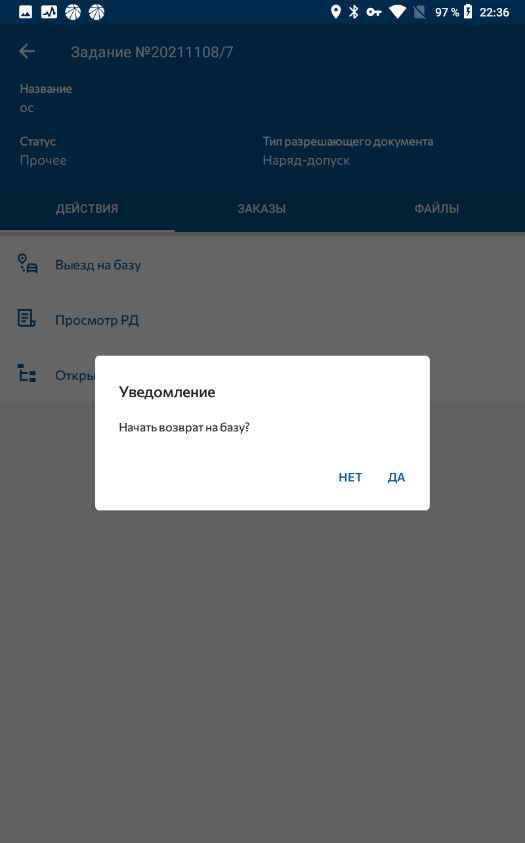 97 % 22:36
Задание №20211108/7
Название
ос
Статус
Тип разрешающего документа
Прочее
Наряд-допуск
ДЕЙСТВИЯ
ЗАКАЗЫ
ФАЙЛЫ
Выезд на базу
Просмотр РД
Откры
Уведомление
Начать возврат на базу?
НЕТ
ДА